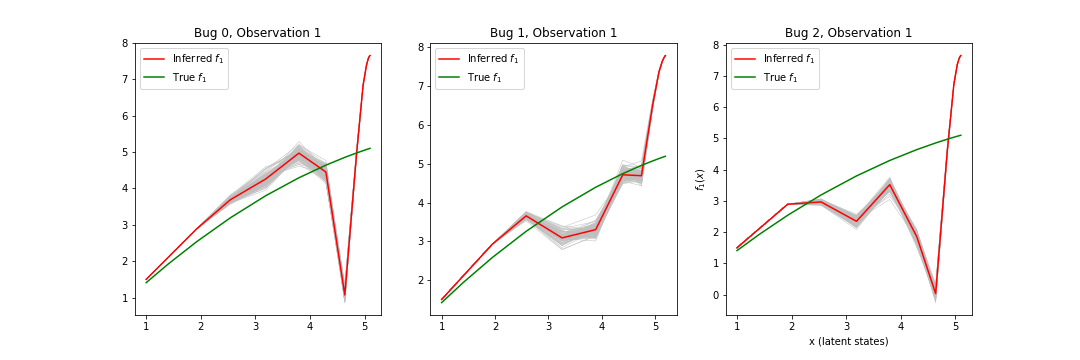 Bug 0, Observation 1
8
7
6
5
4
3
2
1
1 2 3 4 5
Inferred f₁
True f₁
Bug 1, Observation 1
8
7
6
5
4
3
2
1 2 3 4 5
Inferred f₁
True f₁
Bug 2, Observation 1
f₁(x)
8
7
6
5
4
3
2
1
0
1 2 3 4 5
x (latent states)
Inferred f₁
True f₁